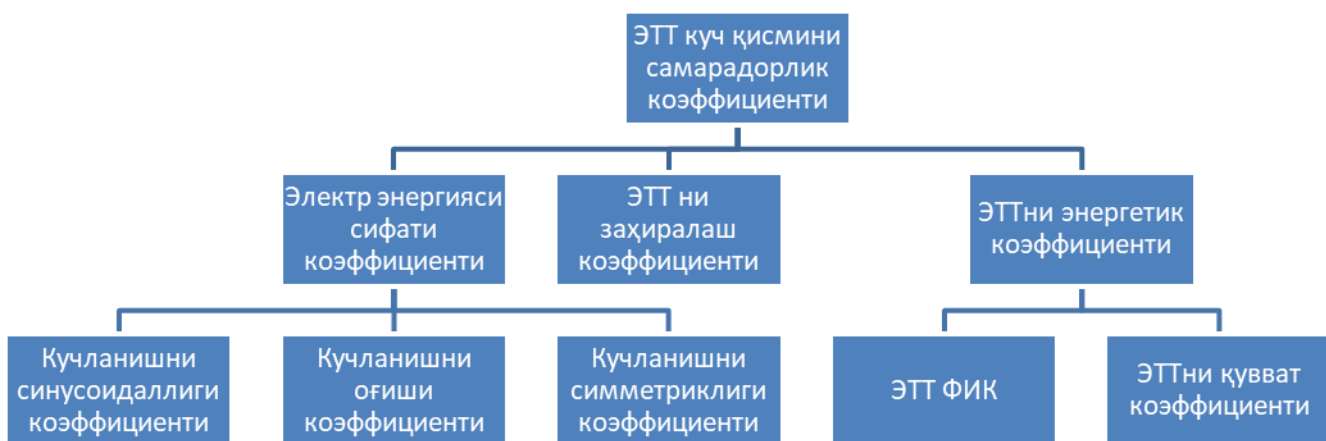 ЭТТ куч қисмини
самарадорлик
коэффициенти
Электр энергияси
сифати
коэффициенти
ЭТТ ни
заҳиралаш
коэффициенти
ЭТТни энергетик
коэффициенти
Кучланишни
синусоидаллиги
коэффициенти
Кучланишни
оғиши
коэффициенти
Кучланишни
симметриклиги
коэффициенти
ЭТТ ФИК
ЭТТни қувват
коэффициенти